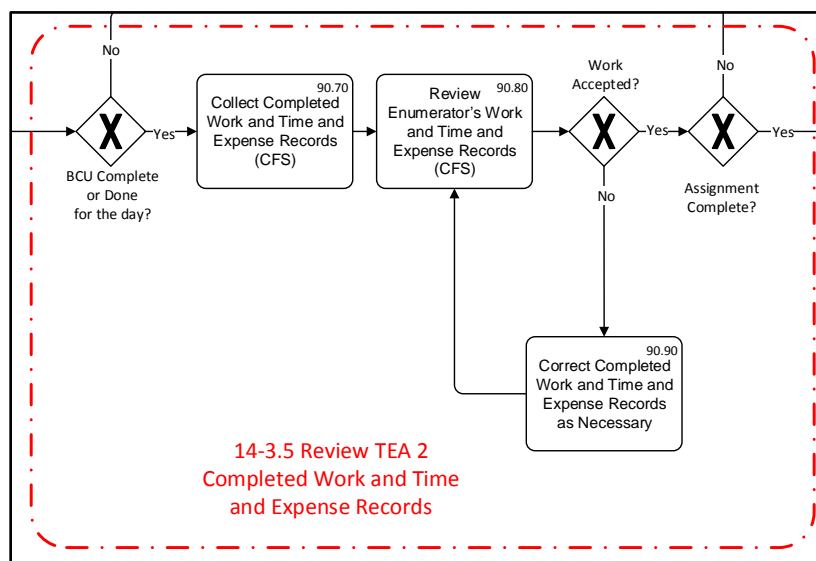 No
BCU Complete
or Done
for the day?
Yes
90.70
Collect Completed
Work and Time and
Expense Records
(CFS)
90.80
Review
Enumerator's Work
and Time and
Expense Records
(CFS)
Work
Accepted?
Yes
No
No
Assignment
Complete?
Yes
90.90
Correct Completed
Work and Time and
Expense Records
as Necessary
14-3.5 Review TEA 2
Completed Work and Time
and Expense Records